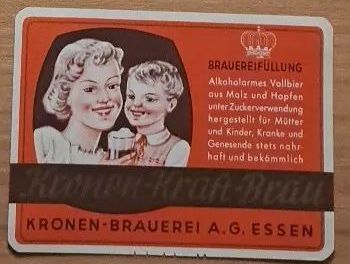 BRAUEREIFÜLLUNG
Alkoholarmes Vollbier
aus Malz und Hopfen
unter Zuckerverwendung
hergestellt für Mütter
und Kinder, Kranke und
Genesende stets nahr-
haft und bekömmlich
Kronen-Kraft-Bräu
KRONEN-BRAUEREI A.G. ESSEN